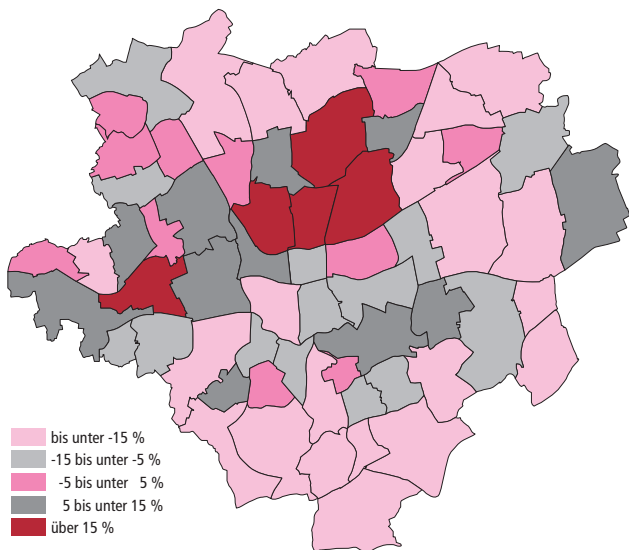 bis unter -15 %
-15 bis unter -5 %
-5 bis unter 5 %
5 bis unter 15 %
über 15 %